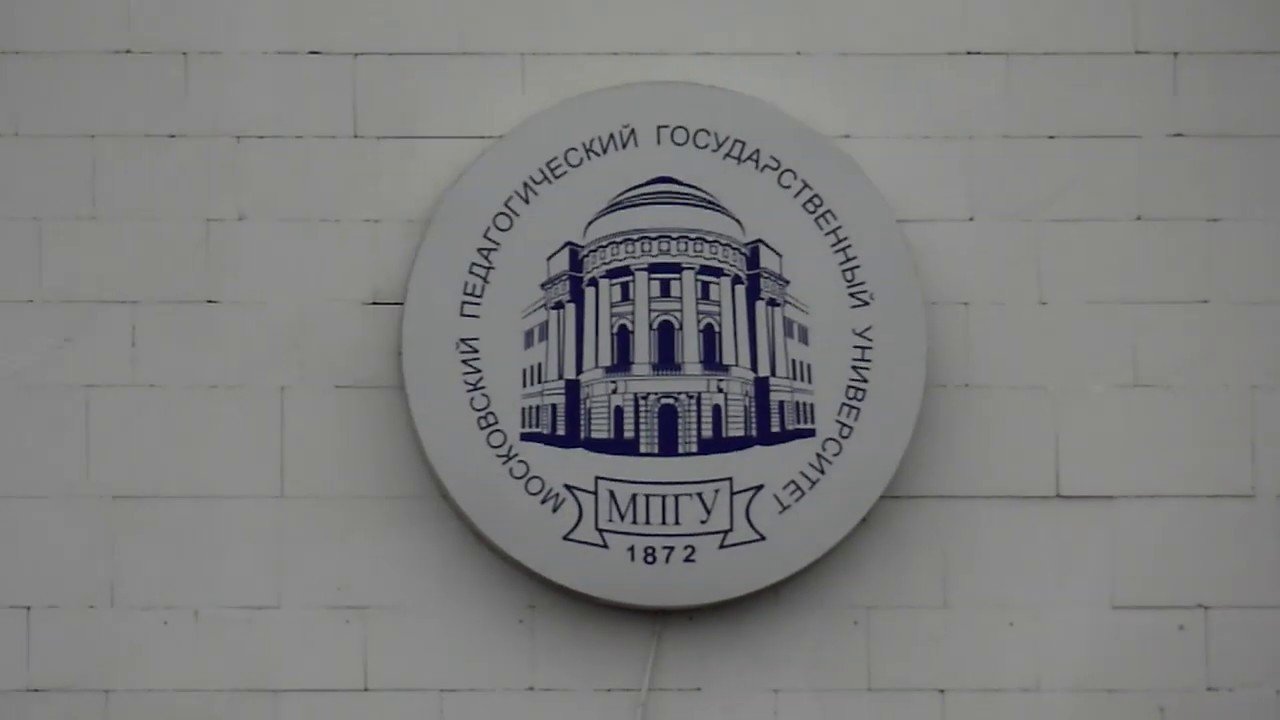 МОСКОВСКИЙ ПЕДАГОГИЧЕСКИЙ ГОСУДАРСТВЕННЫЙ УНИВЕРСИТЕТ
МПГУ
1872